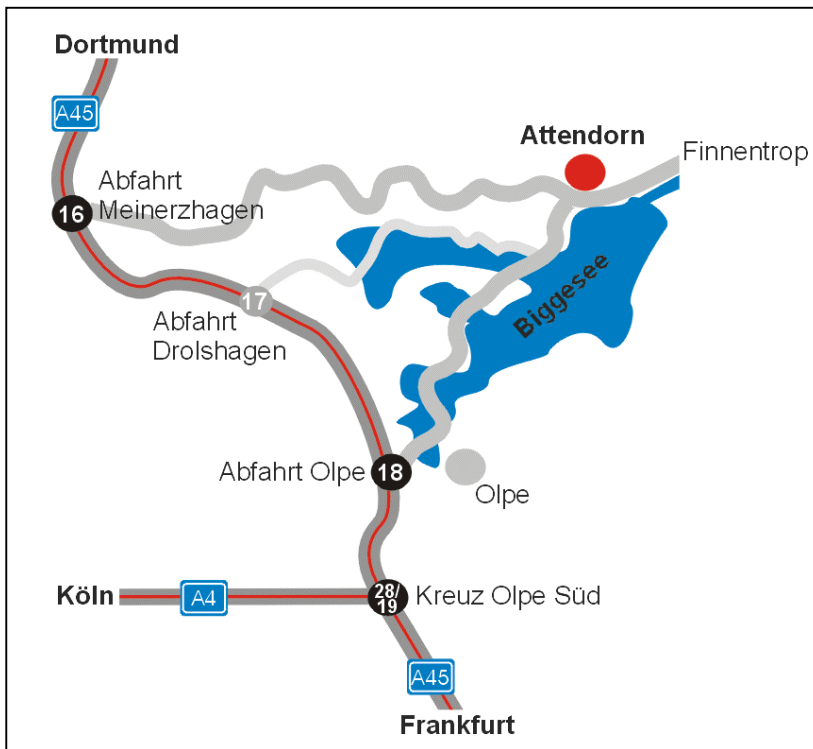 Dortmund
A45
Attendorn
Finnentrop
Abfahrt
Meinerzhagen
16
Biggesee
17
Abfahrt
Drolshagen
Abfahrt Olpe
18
Olpe
Köln
A4
28/
19
Kreuz Olpe Süd
A45
Frankfurt